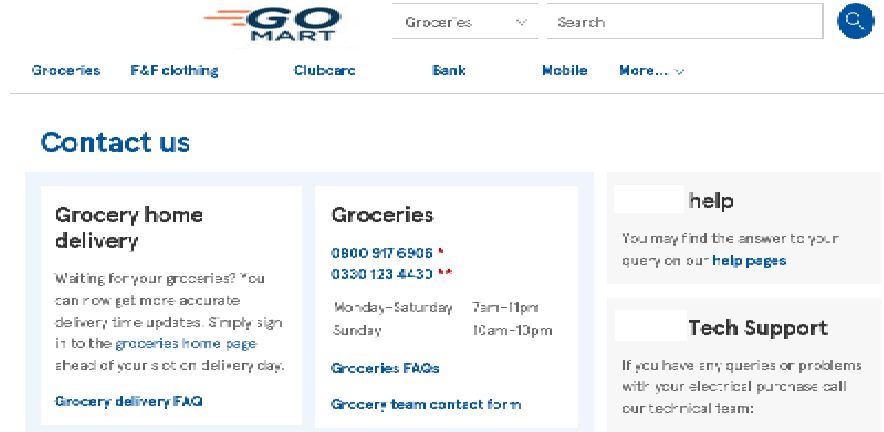 GO
MART
Groceries
Search
Groceries F&F clothing Clubcard Bank Mobile More...
Contact us
Grocery home
delivery
Waiting for your groceries? You
can now get more accurate
delivery time updates. Simply sign
in to the groceries home page
ahead of your slot on delivery day.
Grocery delivery FAQ
Groceries
0800 917 6906 *
0330 123 4430 **
Monday-Saturday 7am-11pm
Sunday 10am-10pm
Groceries FAQs
Grocery team contact form
help
You may find the answer to your
query on our help pages
Tech Support
If you have any queries or problems
with your electrical purchase call
our technical team: